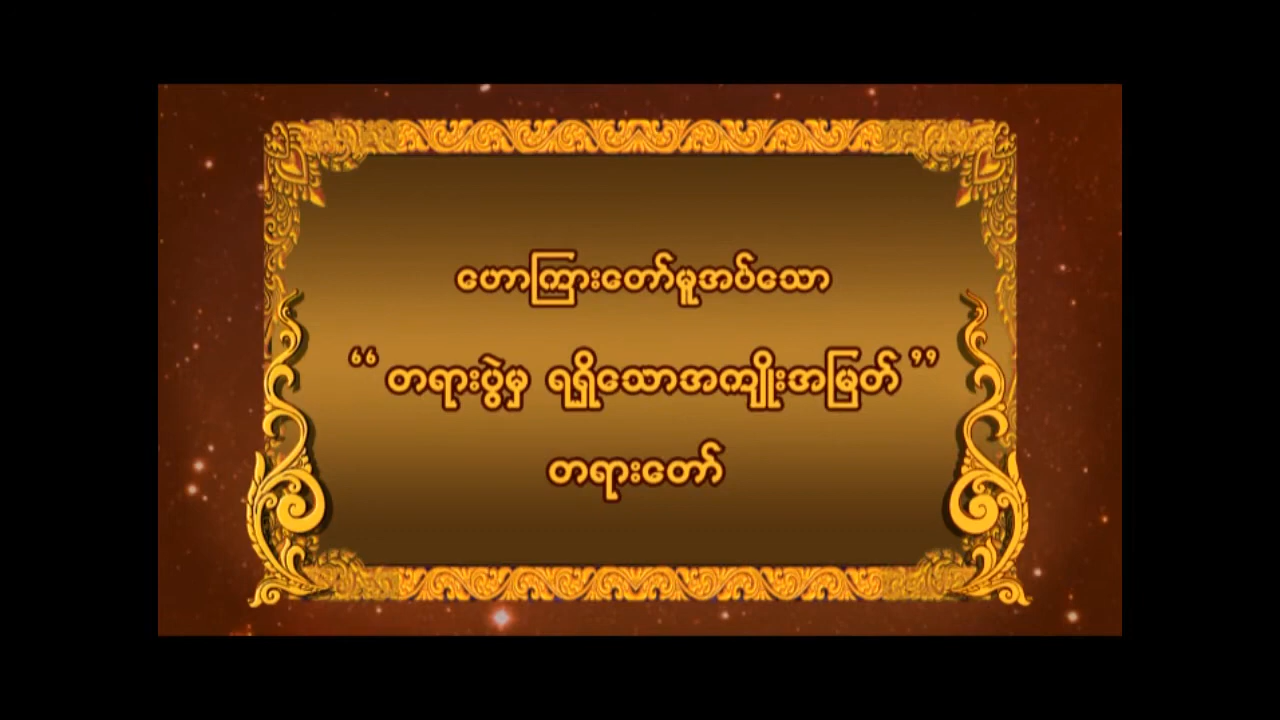 ဟောကြားတော်မူအပ်သော
“ တရားပွဲမှ ရရှိသောအကျိုးအမြတ် ”
တရားတော်